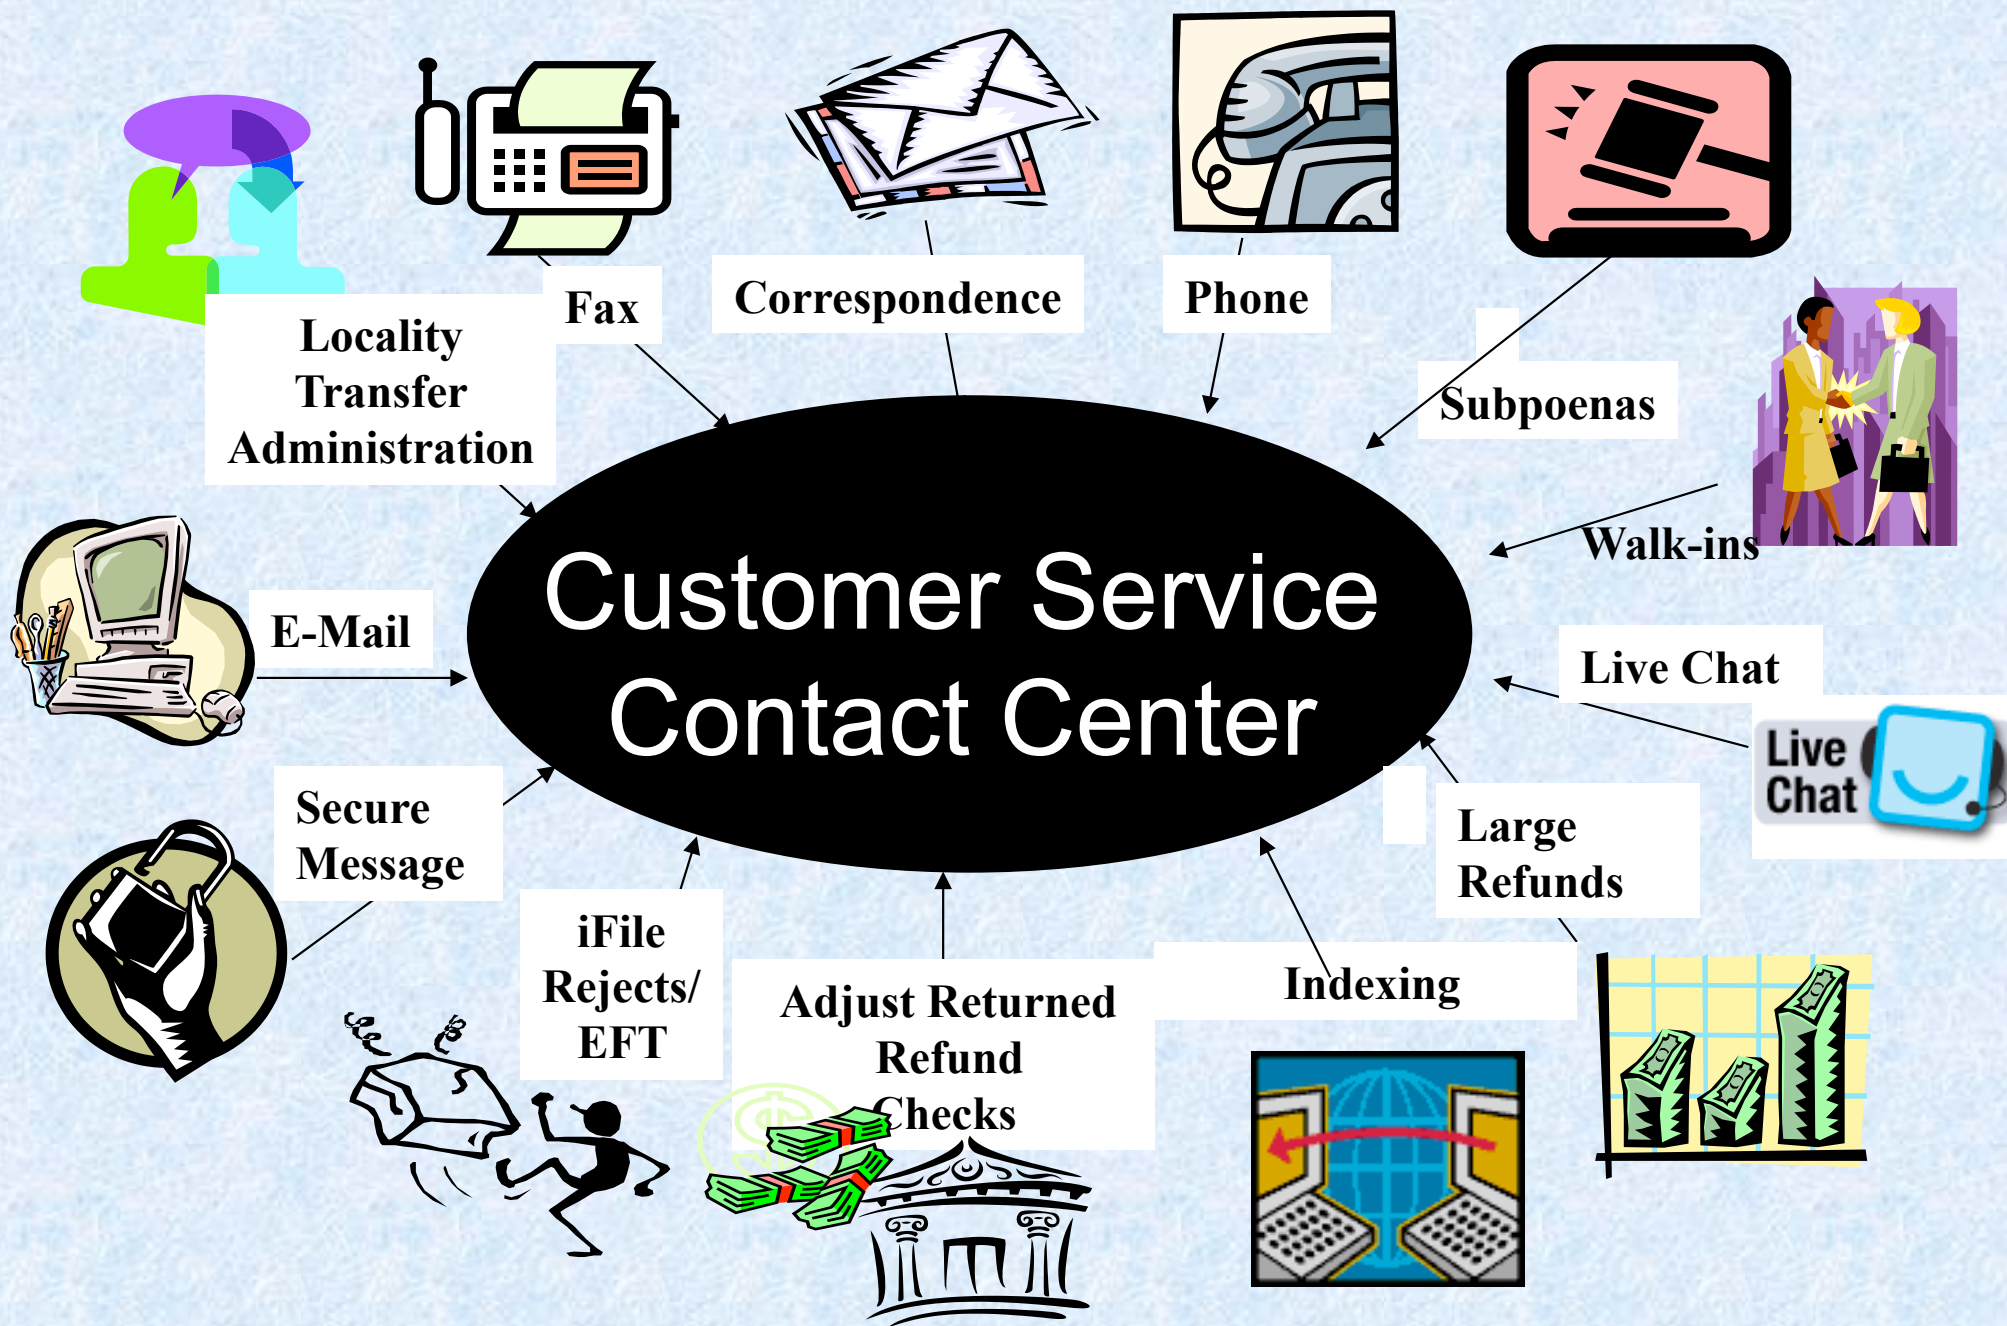 Fax
Correspondence
Phone
Locality
Transfer
Administration
Subpoenas
Walk-ins
E-Mail
Customer Service
Contact Center
Live Chat
Live
Chat
Secure
Message
Large
Refunds
iFile
Rejects/
EFT
Adjust Returned
Refund
Checks
Indexing